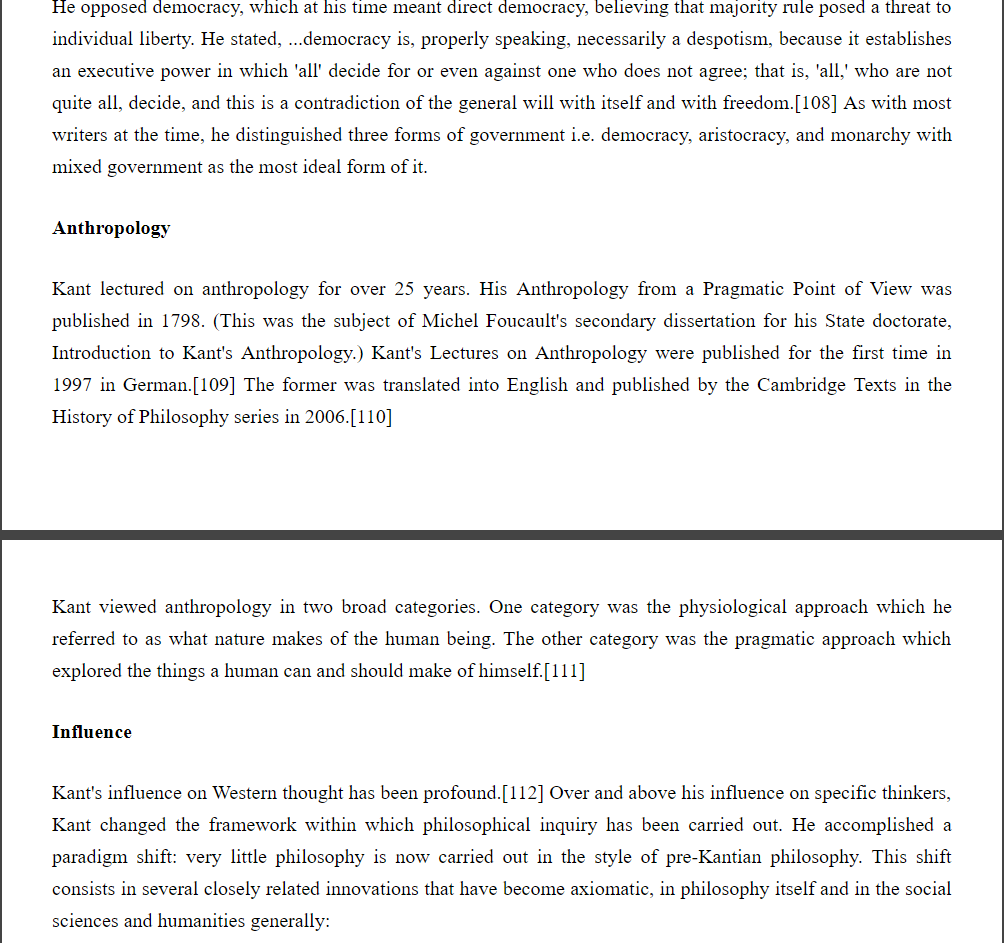 He opposed democracy, which at his time meant direct democracy, believing that majority rule posed a threat to
individual liberty. He stated, ...democracy is, properly speaking, necessarily a despotism, because it establishes
an executive power in which 'all' decide for or even against one who does not agree; that is, 'all,' who are not
quite all, decide, and this is a contradiction of the general will with itself and with freedom.[108] As with most
writers at the time, he distinguished three forms of government i.e. democracy, aristocracy, and monarchy with
mixed government as the most ideal form of it.
Anthropology
Kant lectured on anthropology for over 25 years. His Anthropology from a Pragmatic Point of View was
published in 1798. (This was the subject of Michel Foucault's secondary dissertation for his State doctorate,
Introduction to Kant's Anthropology.) Kant's Lectures on Anthropology were published for the first time in
1997 in German.[109] The former was translated into English and published by the Cambridge Texts in the
History of Philosophy series in 2006.[110]
Kant viewed anthropology in two broad categories. One category was the physiological approach which he
referred to as what nature makes of the human being. The other category was the pragmatic approach which
explored the things a human can and should make of himself.[111]
Influence
Kant's influence on Western thought has been profound.[112] Over and above his influence on specific thinkers,
Kant changed the framework within which philosophical inquiry has been carried out. He accomplished a
paradigm shift: very little philosophy is now carried out in the style of pre-Kantian philosophy. This shift
consists in several closely related innovations that have become axiomatic, in philosophy itself and in the social
sciences and humanities generally: